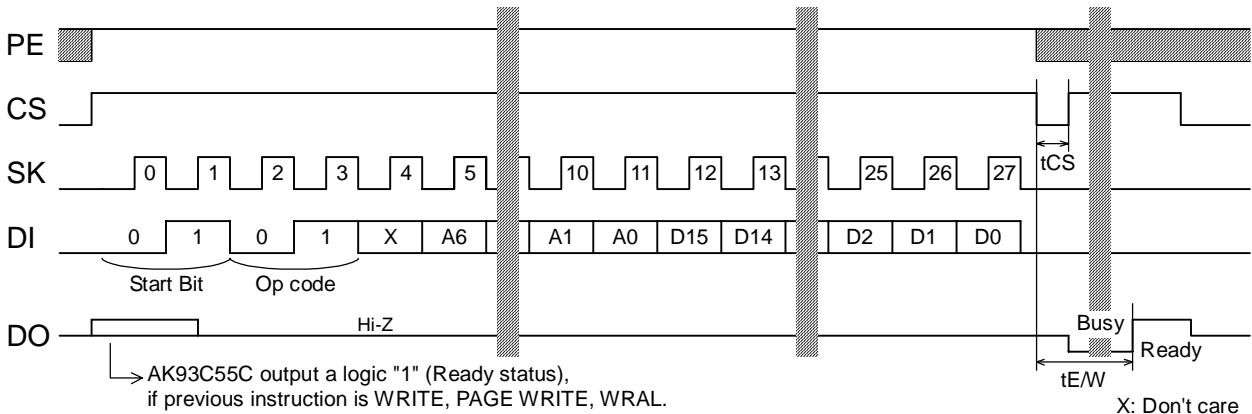 PE
CS
tCS
SK 0 1 2 3 4 5 10 11 12 13 25 26 27
DI 0 1 0 1 X A6 A1 A0 D15 D14 D2 D1 D0
Start Bit Op code
DO Hi-Z Busy Ready
tE/W
AK93C55C output a logic "1" (Ready status),
if previous instruction is WRITE, PAGE WRITE, WRAL.
X: Don't care